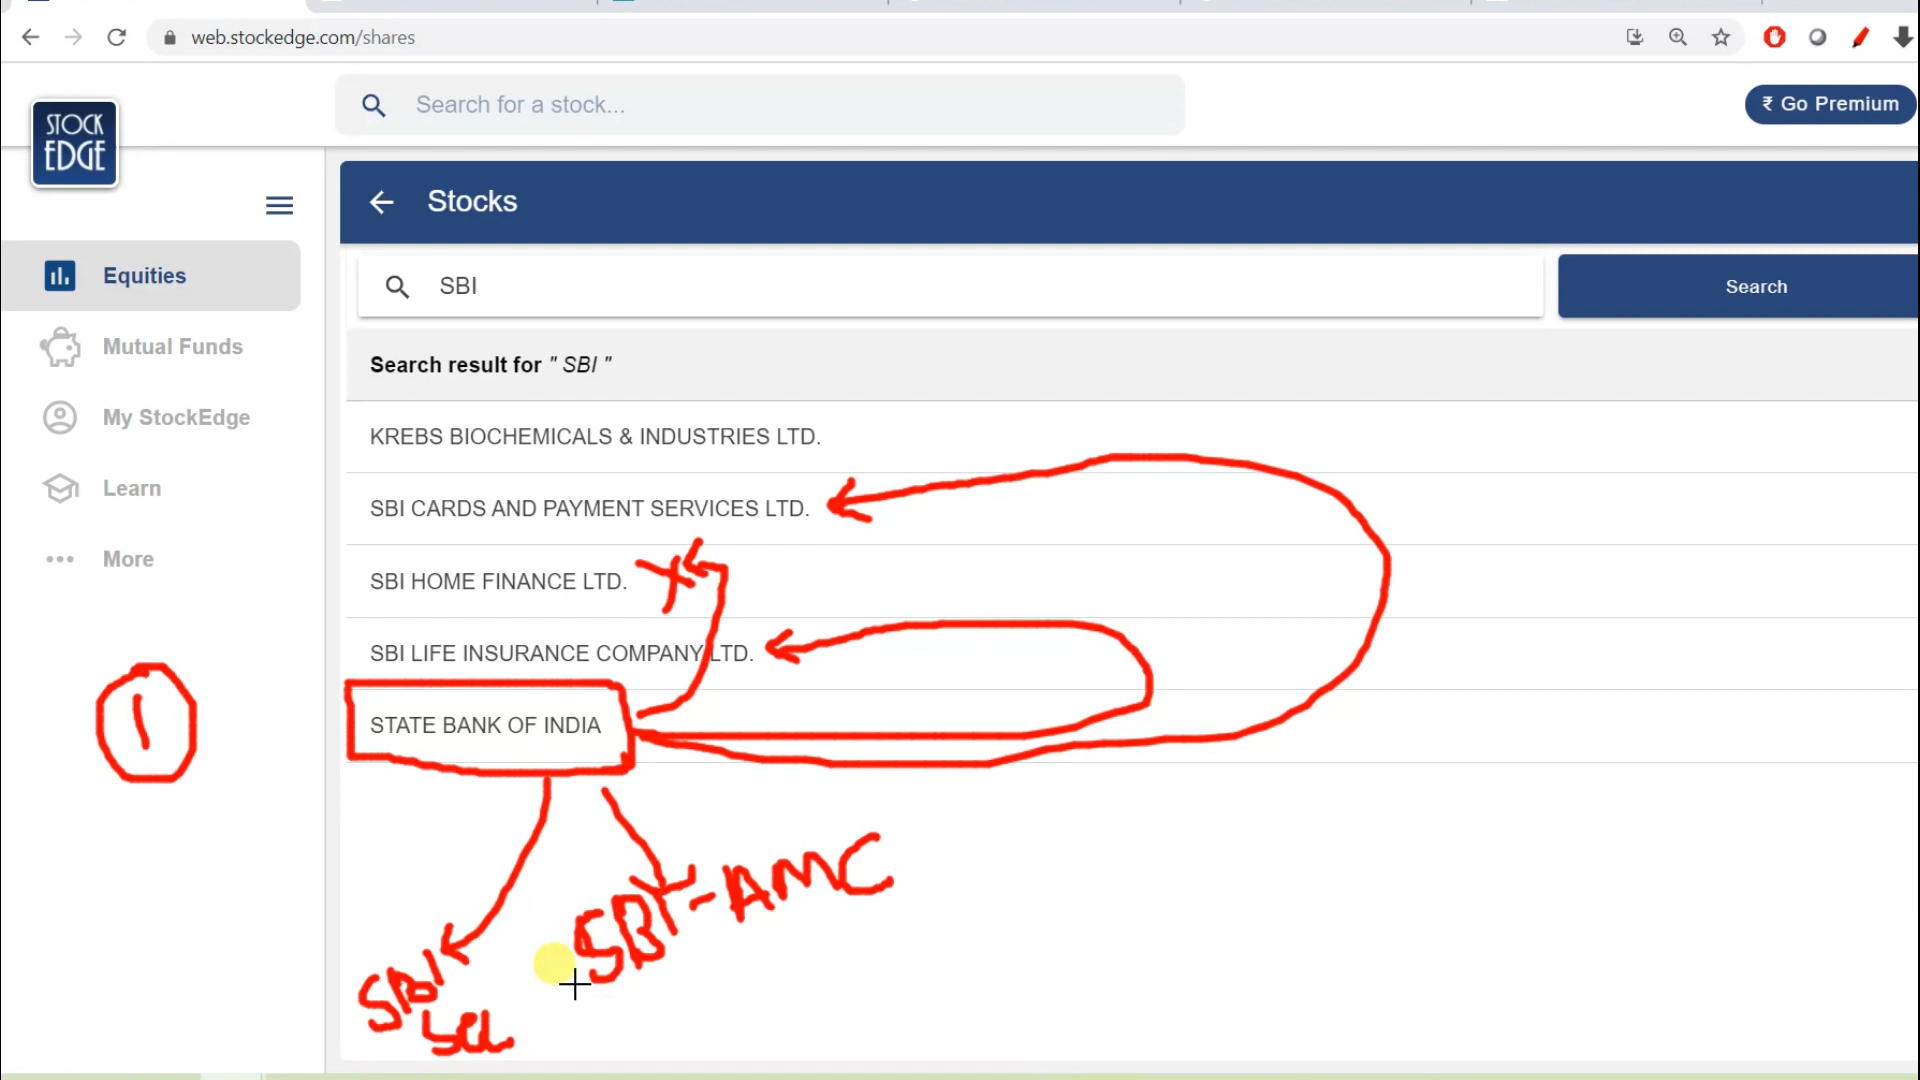 web.stockedge.com/shares
STOCK
EDGE
Search for a stock...
₹ Go Premium
Stocks
Equities
Mutual Funds
My StockEdge
Learn
More
SBI
Search
Search result for " SBI "
KREBS BIOCHEMICALS & INDUSTRIES LTD.
SBI CARDS AND PAYMENT SERVICES LTD.
SBI HOME FINANCE LTD.
SBI LIFE INSURANCE COMPANY LTD.
STATE BANK OF INDIA
1
SBI-AMC
SBI